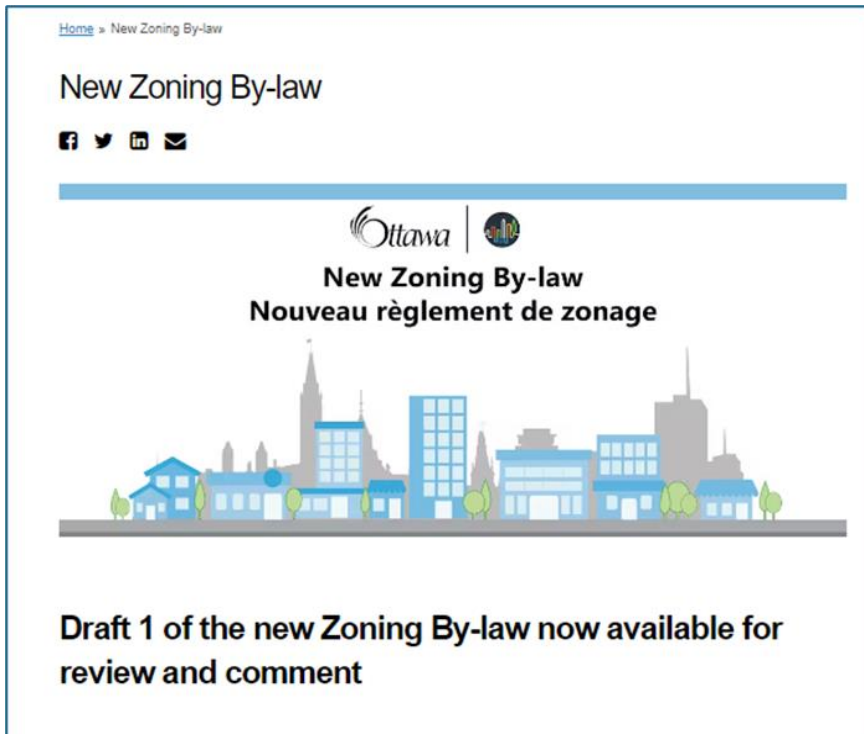 Home » New Zoning By-law
New Zoning By-law
Ottawa
New Zoning By-law
Nouveau règlement de zonage
Draft 1 of the new Zoning By-law now available for
review and comment